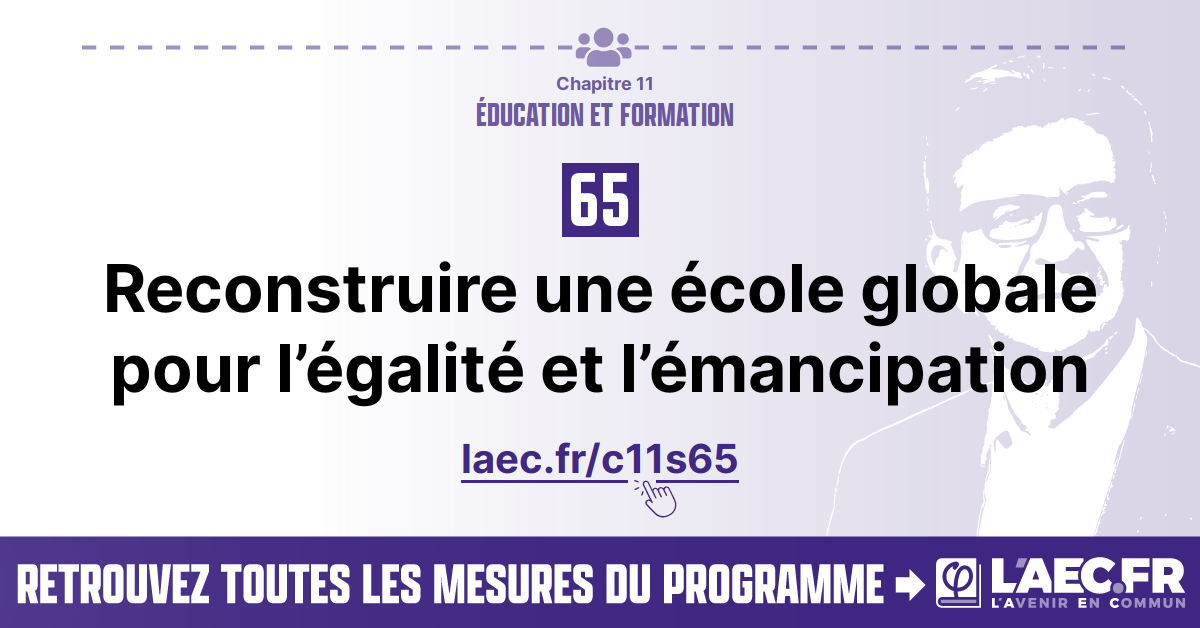 Chapitre 11
ÉDUCATION ET FORMATION
65
Reconstruire une école globale
pour l’égalité et l’émancipation
laec.fr/c11s65
RETROUVEZ TOUTES LES MESURES DU PROGRAMME
φ L'AEC.FR
L'AVENIR EN COMMUN